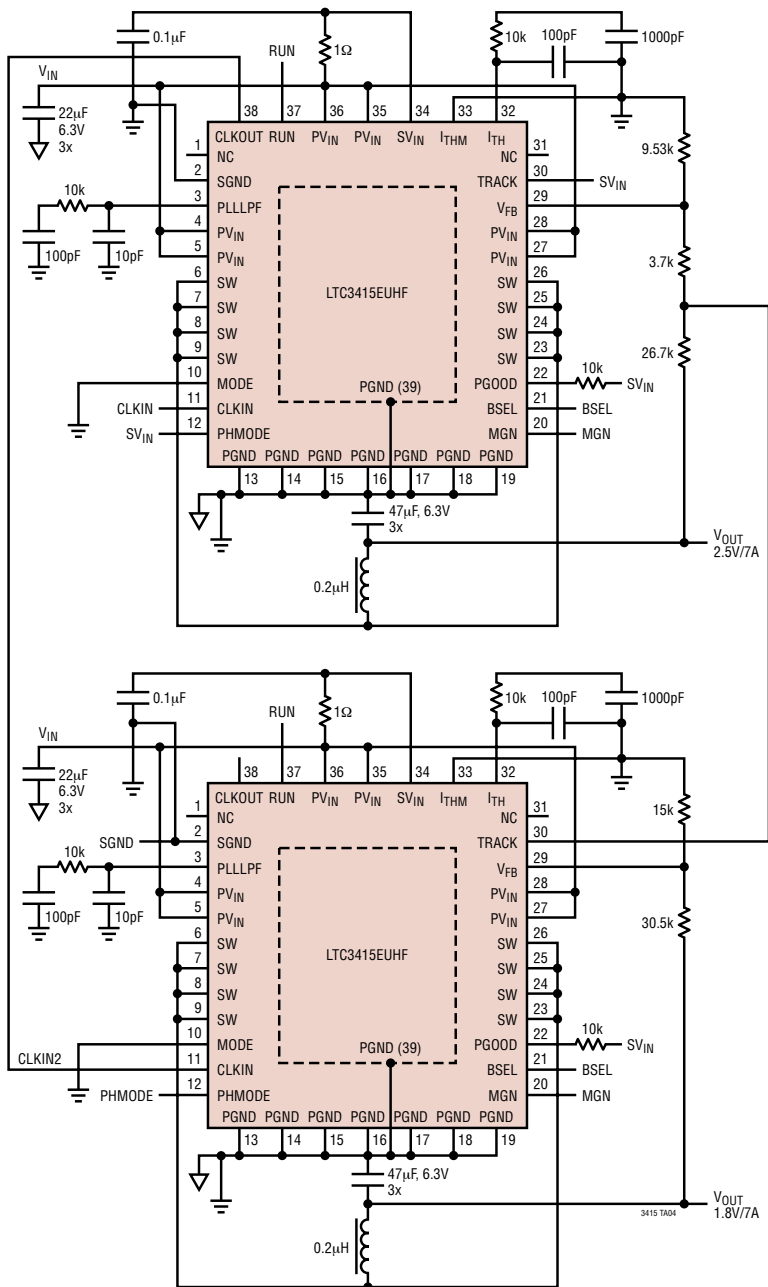 0.1µF
1Ω
RUN
10k
100pF
1000pF
VIN
22µF
6.3V
3x
38 37 36 35 34 33 32
CLKOUT RUN PVIN PVIN SVIN ITHM ITH
1 NC
2 SGND
3 PLLLPF
4 PVIN
5 PVIN
6 SW
7 SW
8 SW
9 SW
10 MODE
11 CLKIN
12 PHMODE
10k
100pF
10pF
CLKIN
SVIN
LTC3415EUHF
PGND (39)
NC 31
TRACK 30 SVIN
VFB 29
PVIN 28
PVIN 27
SW 26
SW 25
SW 24
SW 23
PGOOD 22 10k SVIN
BSEL 21 BSEL
MGN 20 MGN
9.53k
3.7k
26.7k
PGND PGND PGND PGND PGND PGND PGND
13 14 15 16 17 18 19
47µF, 6.3V
3x
0.2µH
VOUT
2.5V/7A
0.1µF
1Ω
RUN
10k
100pF
1000pF
VIN
22µF
6.3V
3x
38 37 36 35 34 33 32
CLKOUT RUN PVIN PVIN SVIN ITHM ITH
1 NC
SGND 2 SGND
3 PLLLPF
4 PVIN
5 PVIN
6 SW
7 SW
8 SW
9 SW
10 MODE
CLKIN2 11 CLKIN
PHMODE 12 PHMODE
10k
100pF
10pF
LTC3415EUHF
PGND (39)
NC 31
TRACK 30
VFB 29
PVIN 28
PVIN 27
SW 26
SW 25
SW 24
SW 23
PGOOD 22 10k SVIN
BSEL 21 BSEL
MGN 20 MGN
15k
30.5k
PGND PGND PGND PGND PGND PGND PGND
13 14 15 16 17 18 19
47µF, 6.3V
3x
0.2µH
VOUT
1.8V/7A
3415 TA04